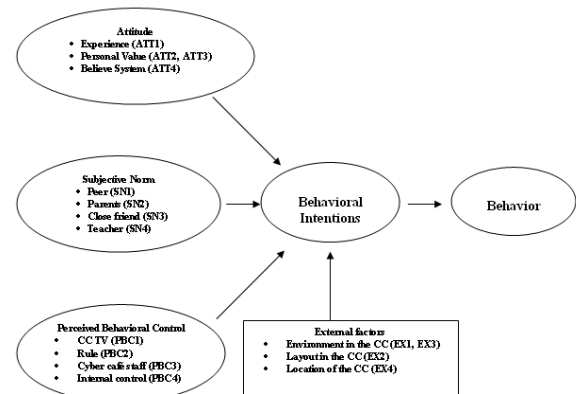 Attitude
• Experience (ATT1)
• Personal Value (ATT2, ATT3)
• Believe System (ATT4)
Subjective Norm
• Peer (SN1)
• Parents (SN2)
• Close friend (SN3)
• Teacher (SN4)
Behavioral
Intentions
Behavior
Perceived Behavioral Control
• CC TV (PBC1)
• Rule (PBC2)
• Cyber café staff (PBC3)
• Internal control (PBC4)
External factors
• Environment in the CC (EX1, EX3)
• Layout in the CC (EX2)
• Location of the CC (EX4)